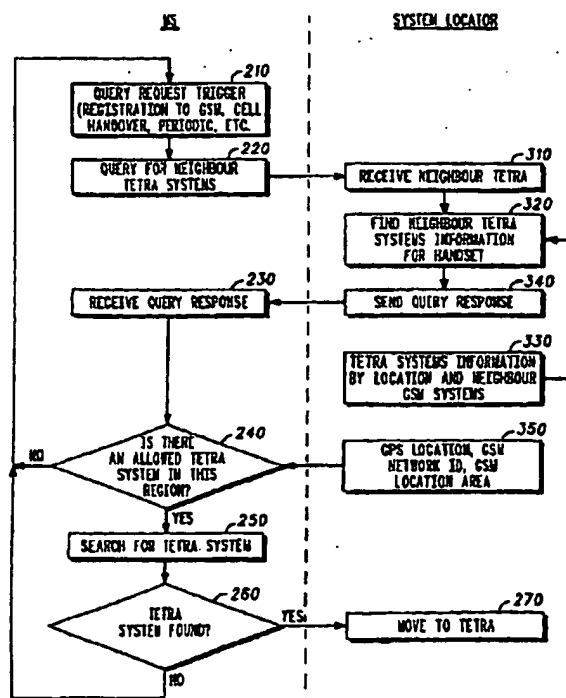 MS
SYSTEM LOCATOR
210
QUERY REQUEST TRIGGER
(REGISTRATION TO GSM, CELL
HANDOVER, PERIODIC, ETC.
220
QUERY FOR NEIGHBOUR
TETRA SYSTEMS
310
RECEIVE NEIGHBOUR TETRA
320
FIND NEIGHBOUR TETRA
SYSTEMS INFORMATION
FOR HANDSET
230
RECEIVE QUERY RESPONSE
340
SEND QUERY RESPONSE
330
TETRA SYSTEMS INFORMATION
BY LOCATION AND NEIGHBOUR
GSM SYSTEMS
240
IS THERE
AN ALLOWED TETRA
SYSTEM IN THIS
REGION?
NO
YES
350
GPS LOCATION, GSM
NETWORK ID, GSM
LOCATION AREA
250
SEARCH FOR TETRA SYSTEM
260
TETRA
SYSTEM FOUND?
YES
NO
270
MOVE TO TETRA